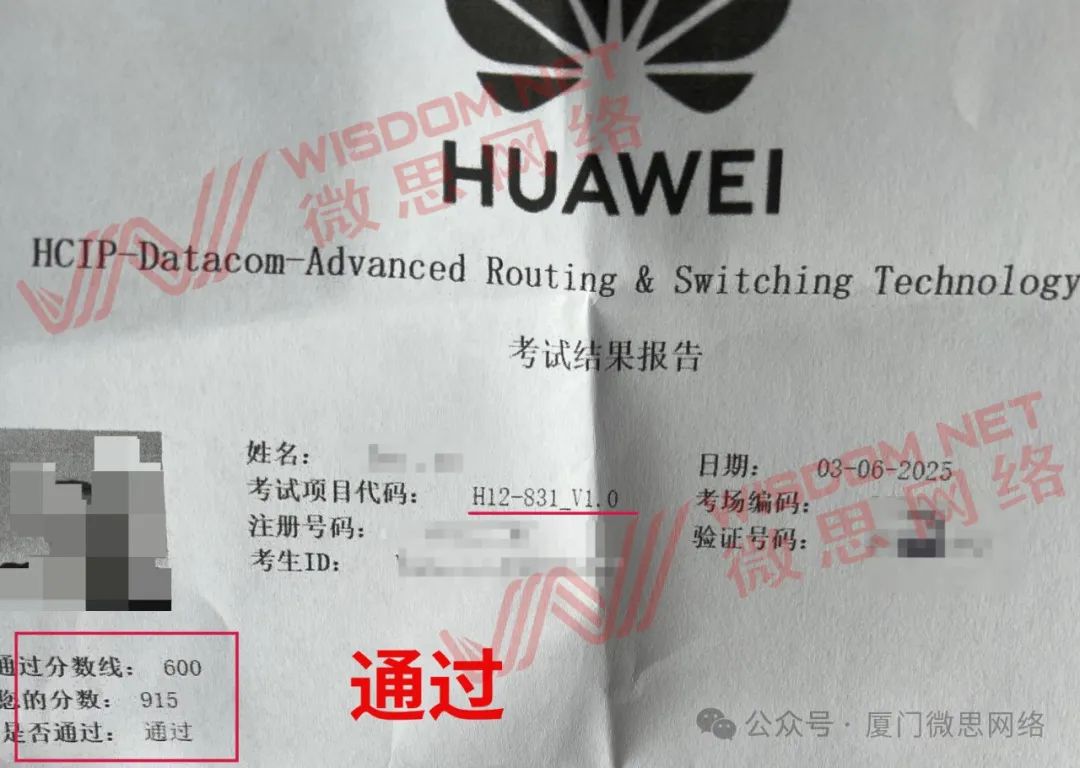 HUAWEI
HCIP-Datacom-Advanced Routing & Switching Technology
考试结果报告
姓名:
考试项目代码: H12-831_V1.0
注册号码:
考生ID:
日期: 03-06-2025
考场编码:
验证号码:
通过分数线: 600
您的分数: 915
是否通过: 通过
通过
WISDOM NET
微思网络
WISDOM NET
微思网络
公众号 · 厦门微思网络